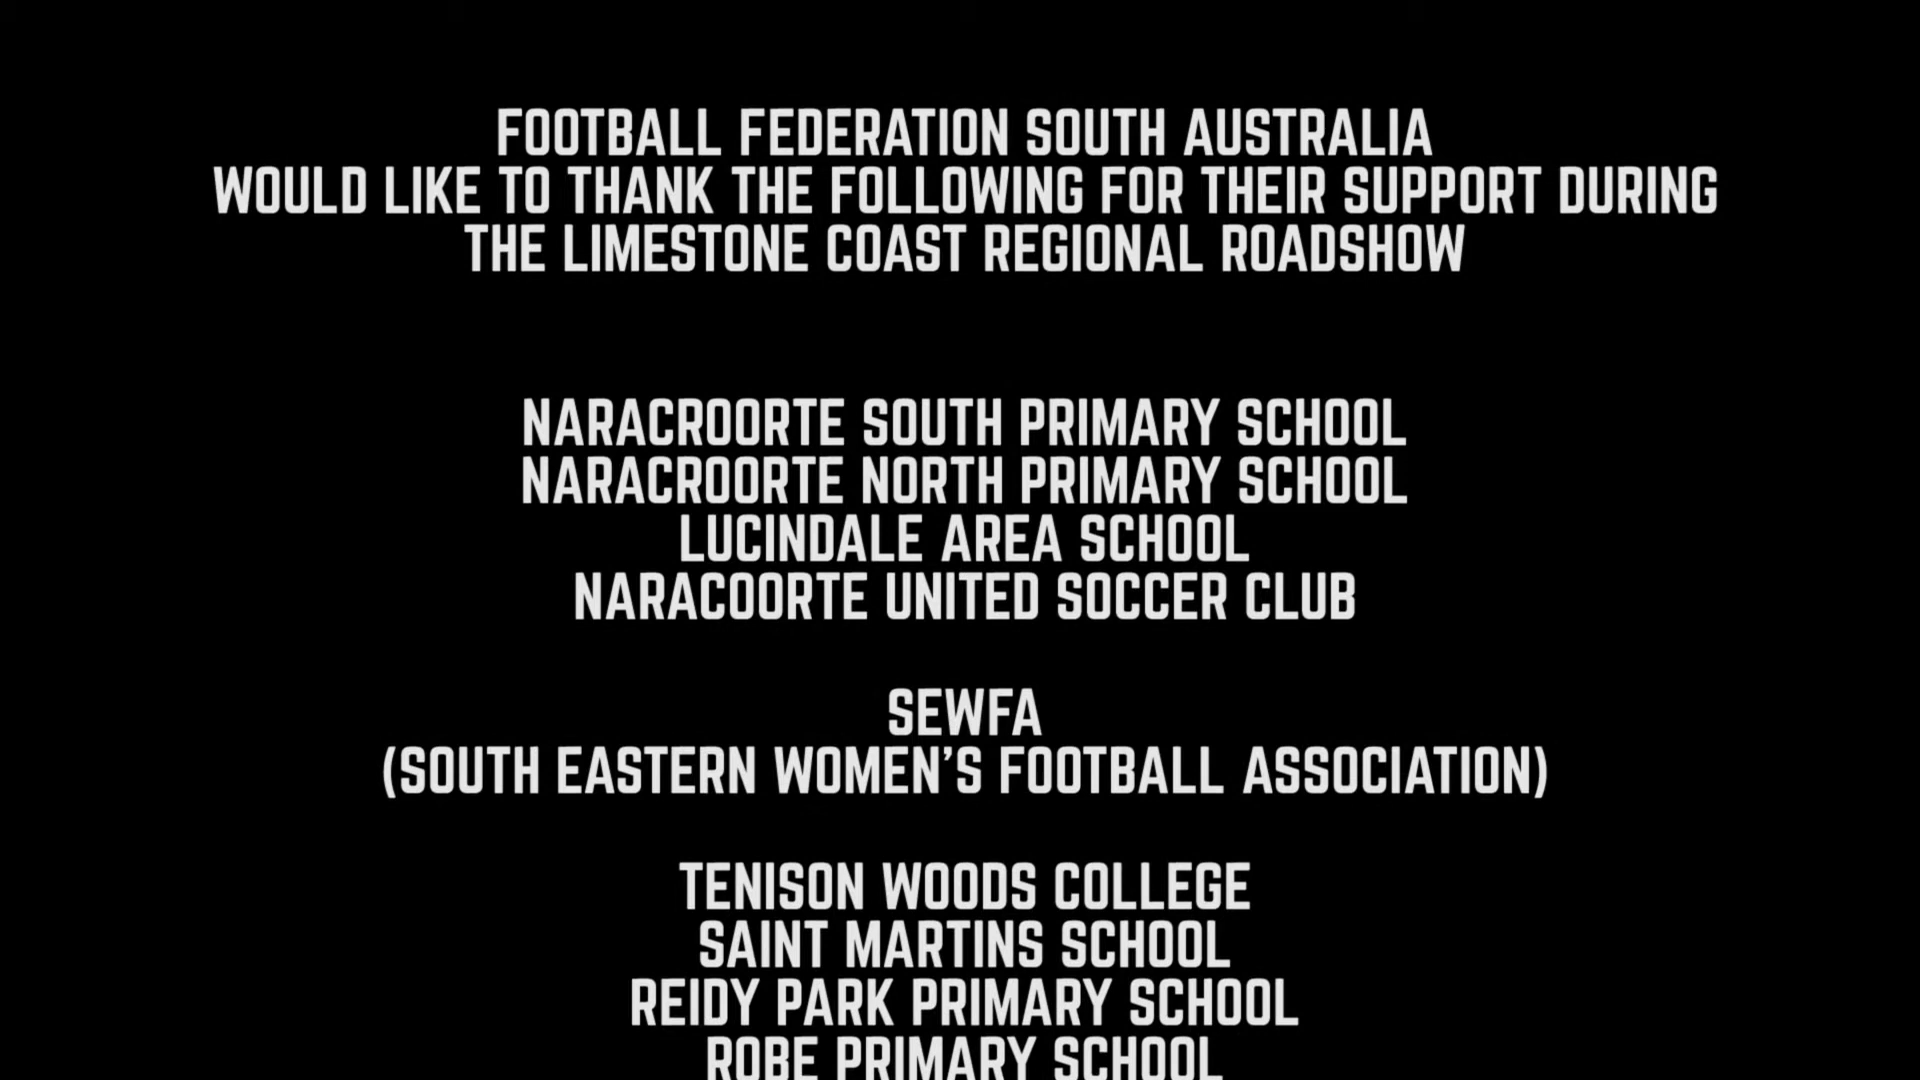 FOOTBALL FEDERATION SOUTH AUSTRALIA
WOULD LIKE TO THANK THE FOLLOWING FOR THEIR SUPPORT DURING
THE LIMESTONE COAST REGIONAL ROADSHOW
NARACROORTE SOUTH PRIMARY SCHOOL
NARACROORTE NORTH PRIMARY SCHOOL
LUCINDALE AREA SCHOOL
NARACOORTE UNITED SOCCER CLUB
SEWFA
(SOUTH EASTERN WOMEN'S FOOTBALL ASSOCIATION)
TENISON WOODS COLLEGE
SAINT MARTINS SCHOOL
REIDY PARK PRIMARY SCHOOL
ROBE PRIMARY SCHOOL